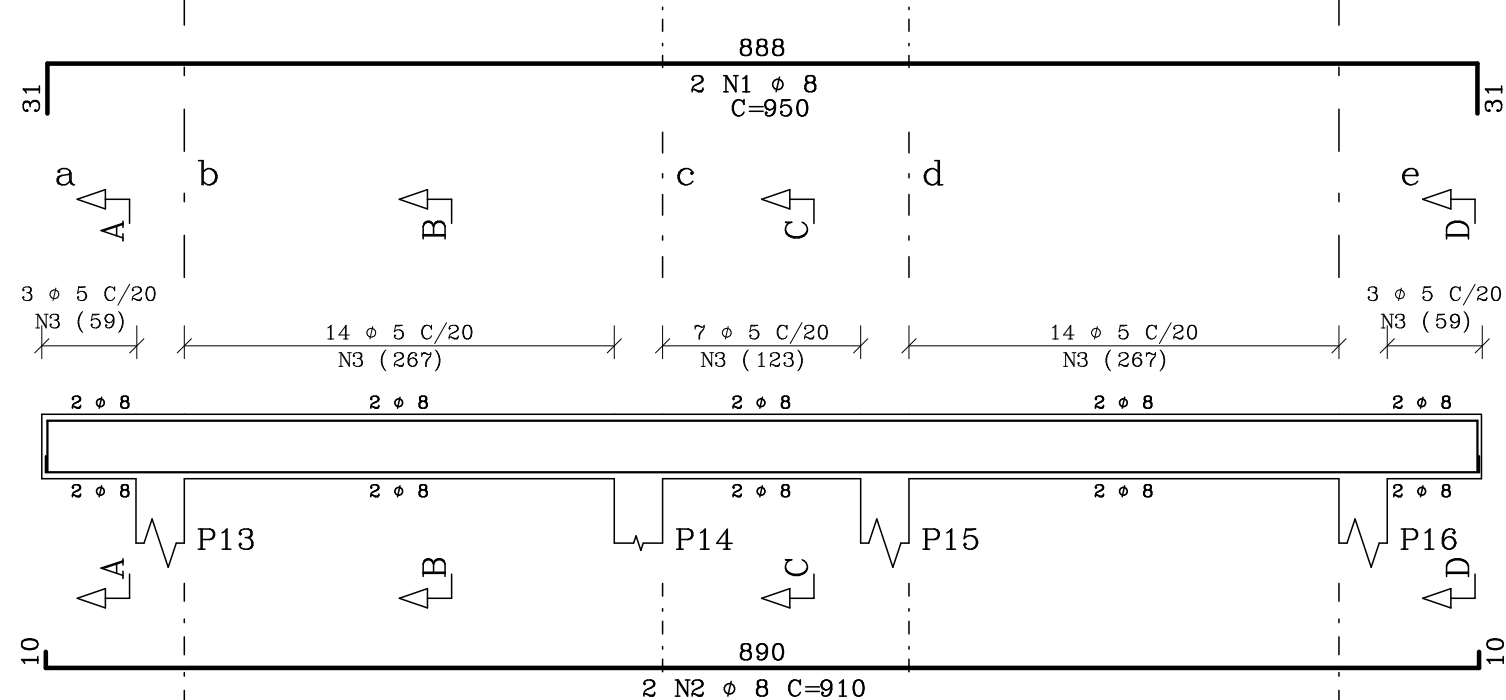 888
2 N1 φ 8
C=950
31
31
a
b
c
d
e
A
B
C
D
3 φ 5 C/20
N3 (59)
14 φ 5 C/20
N3 (267)
7 φ 5 C/20
N3 (123)
14 φ 5 C/20
N3 (267)
3 φ 5 C/20
N3 (59)
2 φ 8
2 φ 8
2 φ 8
2 φ 8
2 φ 8
2 φ 8
2 φ 8
2 φ 8
2 φ 8
2 φ 8
P13
P14
P15
P16
A
B
C
D
10
890
10
2 N2 φ 8 C=910